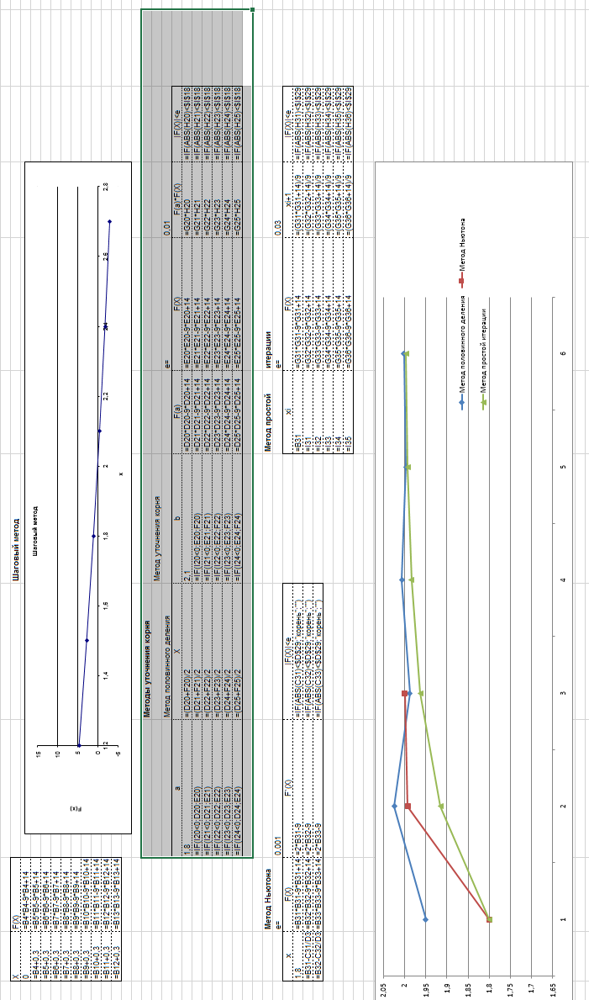 X	F(X)
0	=B4*B4-9*B4+14
=B4+0,3	=B5*B5-9*B5+14
=B5+0,3	=B6*B6-9*B6+14
=B6+0,3	=B7*B7-9*B7+14
=B7+0,3	=B8*B8-9*B8+14
=B8+0,3	=B9*B9-9*B9+14
=B9+0,3	=B10*B10-9*B10+14
=B10+0,3	=B11*B11-9*B11+14
=B11+0,3	=B12*B12-9*B12+14
=B12+0,3	=B13*B13-9*B13+14
Шаговый метод
Шаговый метод
F(x)
15
10
5
0
-5
1,2	1,4	1,6	1,8	2	2,2	2,4	2,6	2,8
x
Методы уточнения корня
Метод уточнения корня
Метод половинного деления	e=	0,01
a	X	b	F(a)	F(X)	F(a)*F(X)	|F(X)|<e
1,8	=(D20+F20)/2	2,1	=D20*D20-9*D20+14	=E20*E20-9*E20+14	=G20*H20	=IF(ABS(H20)<$I$18
=IF(I20<0;D20;E20)	=(D21+F21)/2	=IF(I20<0;E20;F20)	=D21*D21-9*D21+14	=E21*E21-9*E21+14	=G21*H21	=IF(ABS(H21)<$I$18
=IF(I21<0;D21;E21)	=(D22+F22)/2	=IF(I21<0;E21;F21)	=D22*D22-9*D22+14	=E22*E22-9*E22+14	=G22*H22	=IF(ABS(H22)<$I$18
=IF(I22<0;D22;E22)	=(D23+F23)/2	=IF(I22<0;E22;F22)	=D23*D23-9*D23+14	=E23*E23-9*E23+14	=G23*H23	=IF(ABS(H23)<$I$18
=IF(I23<0;D23;E23)	=(D24+F24)/2	=IF(I23<0;E23;F23)	=D24*D24-9*D24+14	=E24*E24-9*E24+14	=G24*H24	=IF(ABS(H24)<$I$18
=IF(I24<0;D24;E24)	=(D25+F25)/2	=IF(I24<0;E24;F24)	=D25*D25-9*D25+14	=E25*E25-9*E25+14	=G25*H25	=IF(ABS(H25)<$I$18
Метод Ньютона
e=	0,001
x	F(X)	F'(X)	|F(X)|<e
1,8	=B31*B31-9*B31+14	=2*B31-9	=IF(ABS(C31)<$D$29;"корень";"")
=B31-C31/D3	=B32*B32-9*B32+14	=2*B32-9	=IF(ABS(C32)<$D$29;"корень";"")
=B32-C32/D3	=B33*B33-9*B33+14	=2*B33-9	=IF(ABS(C33)<$D$29;"корень";"")
Метод простой итерации
e=	0,03
xi	F(X)	xi+1	|F(X)|<e
=B31	=G31*G31-9*G31+14	=(G31*G31+14)/9	=IF(ABS(H31)<$I$29
=I31	=G32*G32-9*G32+14	=(G32*G32+14)/9	=IF(ABS(H32)<$I$29
=I32	=G33*G33-9*G33+14	=(G33*G33+14)/9	=IF(ABS(H33)<$I$29
=I33	=G34*G34-9*G34+14	=(G34*G34+14)/9	=IF(ABS(H34)<$I$29
=I34	=G35*G35-9*G35+14	=(G35*G35+14)/9	=IF(ABS(H35)<$I$29
=I35	=G36*G36-9*G36+14	=(G36*G36+14)/9	=IF(ABS(H36)<$I$29
2,05
2
1,95
1,9
1,85
1,8
1,75
1,7
1,65
1	2	3	4	5	6
Метод половинного деления	Метод Ньютона
Метод простой итерации